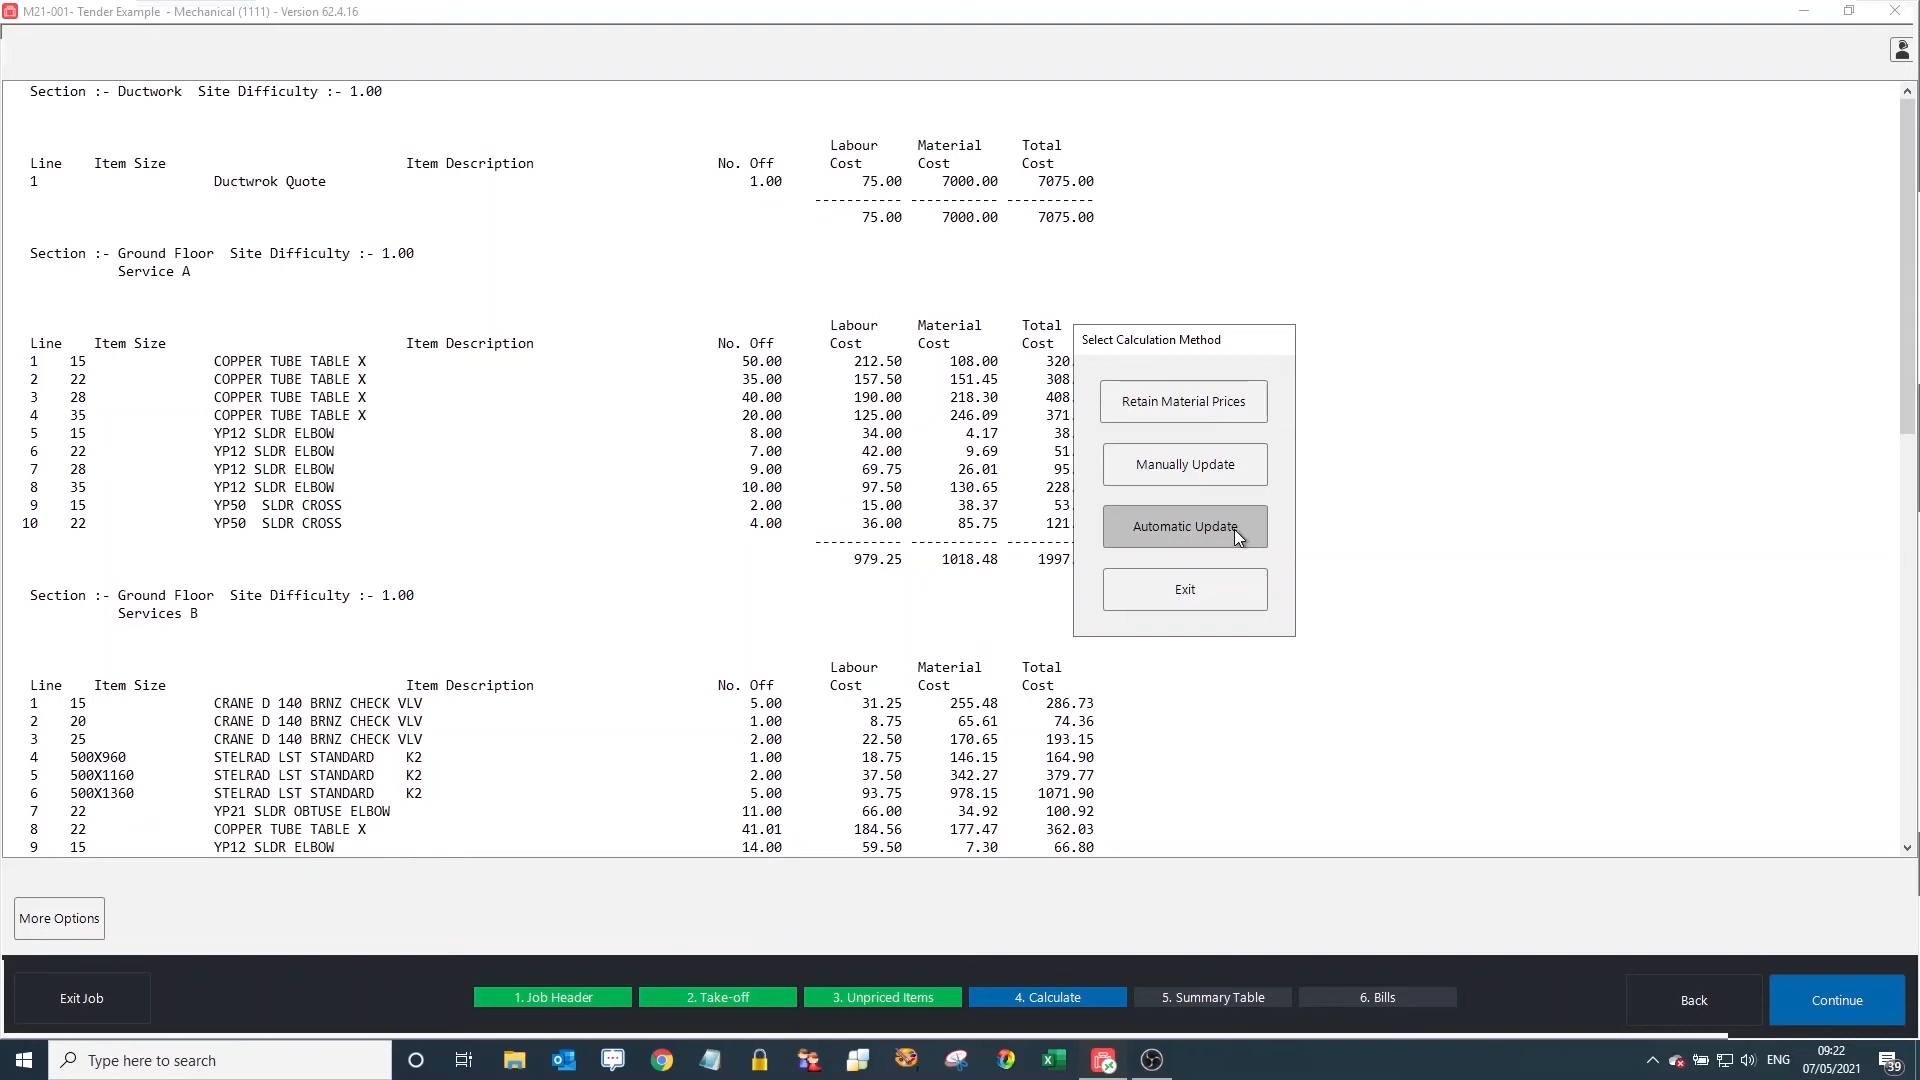 M21-001- Tender Example - Mechanical (1111) - Version 62.4.16
Section :- Ductwork Site Difficulty :- 1.00
Labour Material Total
Line Item Size Item Description No. Off Cost Cost Cost
1 Ductwrok Quote 1.00 75.00 7000.00 7075.00
----------- ----------- -----------
75.00 7000.00 7075.00
Section :- Ground Floor Site Difficulty :- 1.00
Service A
Labour Material Total
Line Item Size Item Description No. Off Cost Cost Cost
1 15 COPPER TUBE TABLE X 50.00 212.50 108.00 320.
2 22 COPPER TUBE TABLE X 35.00 157.50 151.45 308.
3 28 COPPER TUBE TABLE X 40.00 190.00 218.30 408.
4 35 COPPER TUBE TABLE X 20.00 125.00 246.09 371.
5 15 YP12 SLDR ELBOW 8.00 34.00 4.17 38.
6 22 YP12 SLDR ELBOW 7.00 42.00 9.69 51.
7 28 YP12 SLDR ELBOW 9.00 69.75 26.01 95.
8 35 YP12 SLDR ELBOW 10.00 97.50 130.65 228.
9 15 YP50 SLDR CROSS 2.00 15.00 38.37 53.
10 22 YP50 SLDR CROSS 4.00 36.00 85.75 121.
----------- ----------- --------
979.25 1018.48 1997.
Select Calculation Method
Retain Material Prices
Manually Update
Automatic Update
Exit
Section :- Ground Floor Site Difficulty :- 1.00
Services B
Labour Material Total
Line Item Size Item Description No. Off Cost Cost Cost
1 15 CRANE D 140 BRNZ CHECK VLV 5.00 31.25 255.48 286.73
2 20 CRANE D 140 BRNZ CHECK VLV 1.00 8.75 65.61 74.36
3 25 CRANE D 140 BRNZ CHECK VLV 2.00 22.50 170.65 193.15
4 500X960 STELRAD LST STANDARD K2 1.00 18.75 146.15 164.90
5 500X1160 STELRAD LST STANDARD K2 2.00 37.50 342.27 379.77
6 500X1360 STELRAD LST STANDARD K2 5.00 93.75 978.15 1071.90
7 22 YP21 SLDR OBTUSE ELBOW 11.00 66.00 34.92 100.92
8 22 COPPER TUBE TABLE X 41.01 184.56 177.47 362.03
9 15 YP12 SLDR ELBOW 14.00 59.50 7.30 66.80
More Options
Exit Job
1. Job Header
2. Take-off
3. Unpriced Items
4. Calculate
5. Summary Table
6. Bills
Back
Continue
Type here to search
ENG
09:22
07/05/2021
39